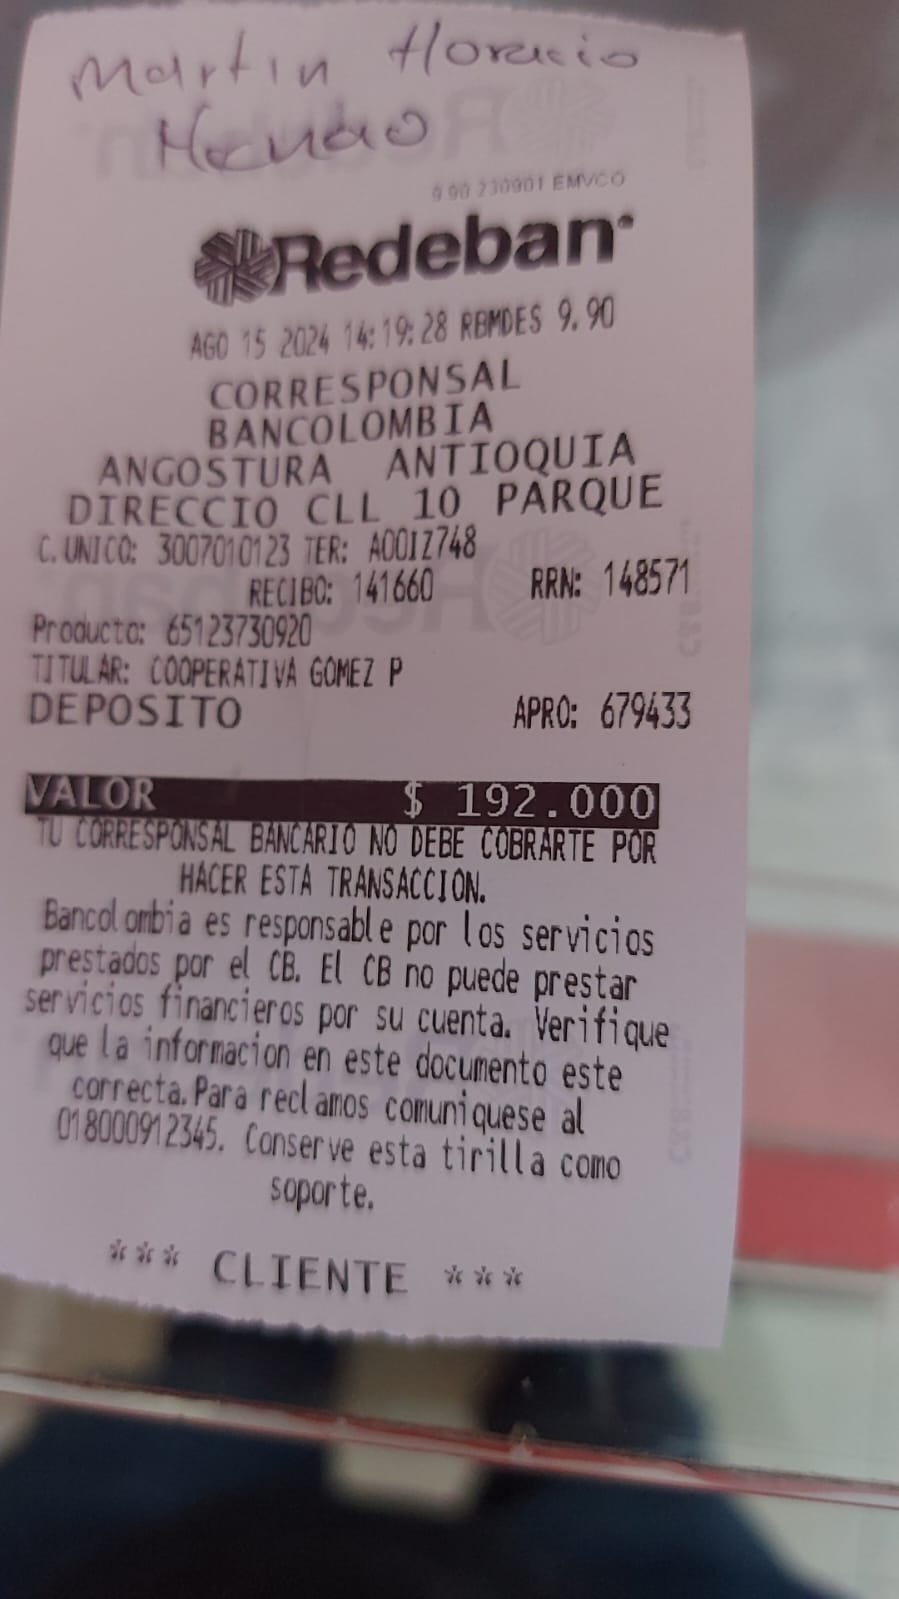 Martin Horacio
Henao
9.90 230901 EMVCO
Redeban
AGO 15 2024 14:19:28 RBMDES 9.90
CORRESPONSAL
BANCOLOMBIA
ANGOSTURA ANTIOQUIA
DIRECCIO CLL 10 PARQUE
C. UNICO: 3007010123 TER: A00IZ748
RECIBO: 141660 RRN: 148571
Producto: 65123730920
TITULAR: COOPERATIVA GOMEZ P
DEPOSITO APRO: 679433
VALOR $ 192.000
TU CORRESPONSAL BANCARIO NO DEBE COBRARTE POR
HACER ESTA TRANSACCION.
Bancolombia es responsable por los servicios
prestados por el CB. El CB no puede prestar
servicios financieros por su cuenta. Verifique
que la informacion en este documento este
correcta. Para reclamos comuniquese al
018000912345. Conserve esta tirilla como
soporte.
*** CLIENTE ***